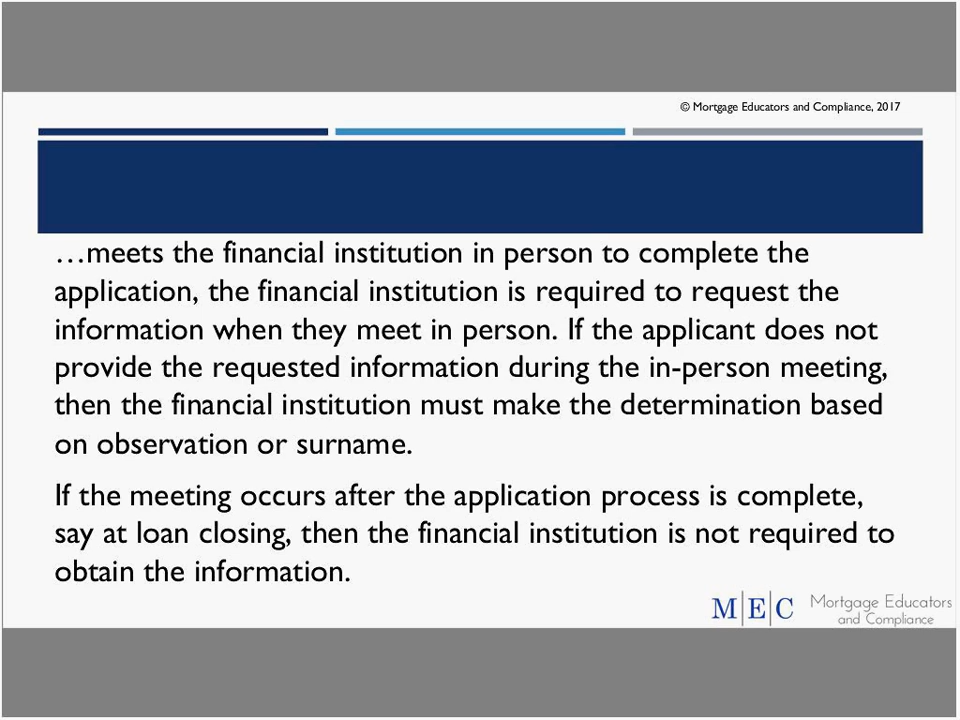 © Mortgage Educators and Compliance, 2017
…meets the financial institution in person to complete the
application, the financial institution is required to request the
information when they meet in person. If the applicant does not
provide the requested information during the in-person meeting,
then the financial institution must make the determination based
on observation or surname.
If the meeting occurs after the application process is complete,
say at loan closing, then the financial institution is not required to
obtain the information.
M|E|C Mortgage Educators
and Compliance